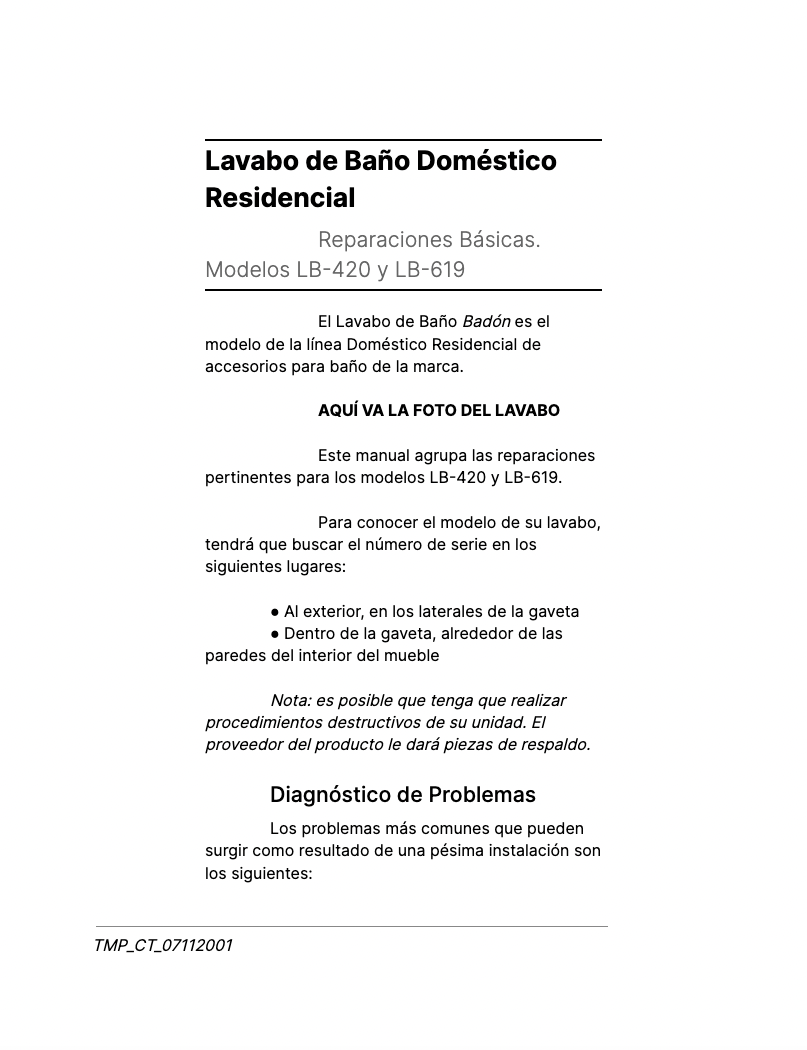 Lavabo de Baño Doméstico
Residencial
Reparaciones Básicas.
Modelos LB-420 y LB-619
El Lavabo de Baño Badón es el
modelo de la línea Doméstico Residencial de
accesorios para baño de la marca.
AQUÍ VA LA FOTO DEL LAVABO
Este manual agrupa las reparaciones
pertinentes para los modelos LB-420 y LB-619.
Para conocer el modelo de su lavabo,
tendrá que buscar el número de serie en los
siguientes lugares:
● Al exterior, en los laterales de la gaveta
● Dentro de la gaveta, alrededor de las
paredes del interior del mueble
Nota: es posible que tenga que realizar
procedimientos destructivos de su unidad. El
proveedor del producto le dará piezas de respaldo.
Diagnóstico de Problemas
Los problemas más comunes que pueden
surgir como resultado de una pésima instalación son
los siguientes:
TMP_CT_07112001